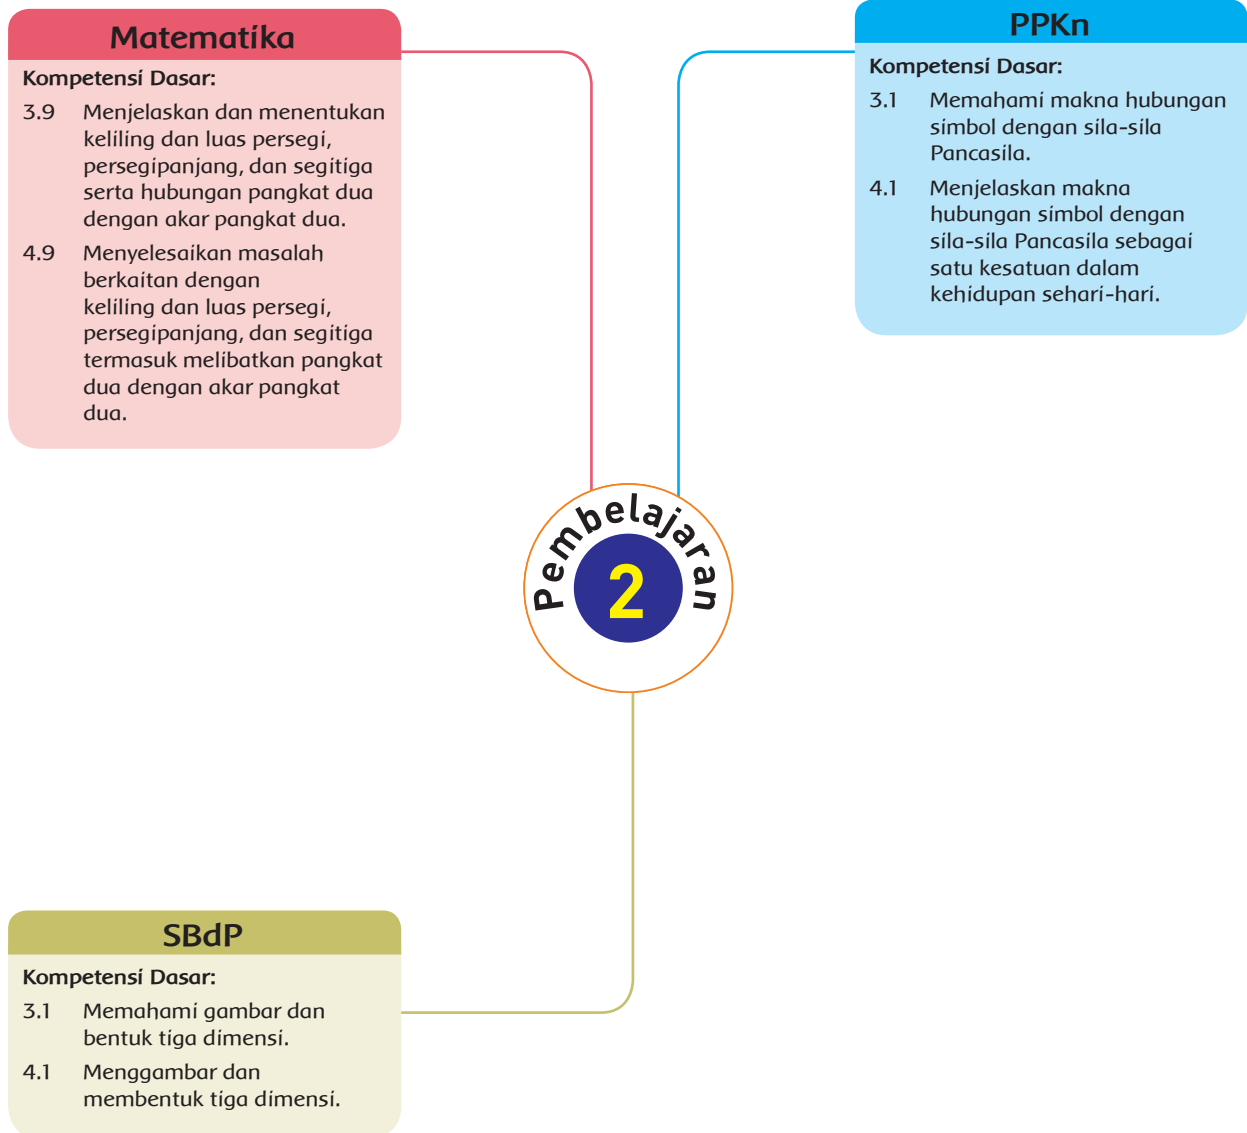 Matematika
Kompetensi Dasar:
3.9 Menjelaskan dan menentukan
keliling dan luas persegi,
persegipanjang, dan segitiga
serta hubungan pangkat dua
dengan akar pangkat dua.
4.9 Menyelesaikan masalah
berkaitan dengan
keliling dan luas persegi,
persegipanjang, dan segitiga
termasuk melibatkan pangkat
dua dengan akar pangkat
dua.
PPKn
Kompetensi Dasar:
3.1 Memahami makna hubungan
simbol dengan sila-sila
Pancasila.
4.1 Menjelaskan makna
hubungan simbol dengan
sila-sila Pancasila sebagai
satu kesatuan dalam
kehidupan sehari-hari.
Pembelajaran
2
SBdP
Kompetensi Dasar:
3.1 Memahami gambar dan
bentuk tiga dimensi.
4.1 Menggambar dan
membentuk tiga dimensi.